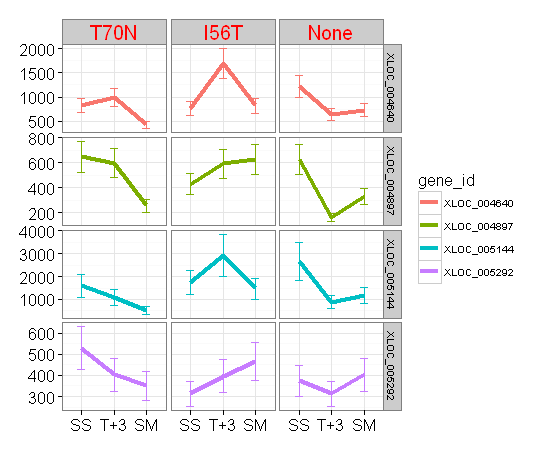 T70N I56T None
2000
1500
1000
500
XLOC_004640
800
600
400
200
XLOC_004897
4000
3000
2000
1000
XLOC_005144
600
500
400
300
XLOC_005292
SS T+3 SM SS T+3 SM SS T+3 SM
gene_id
XLOC_004640
XLOC_004897
XLOC_005144
XLOC_005292